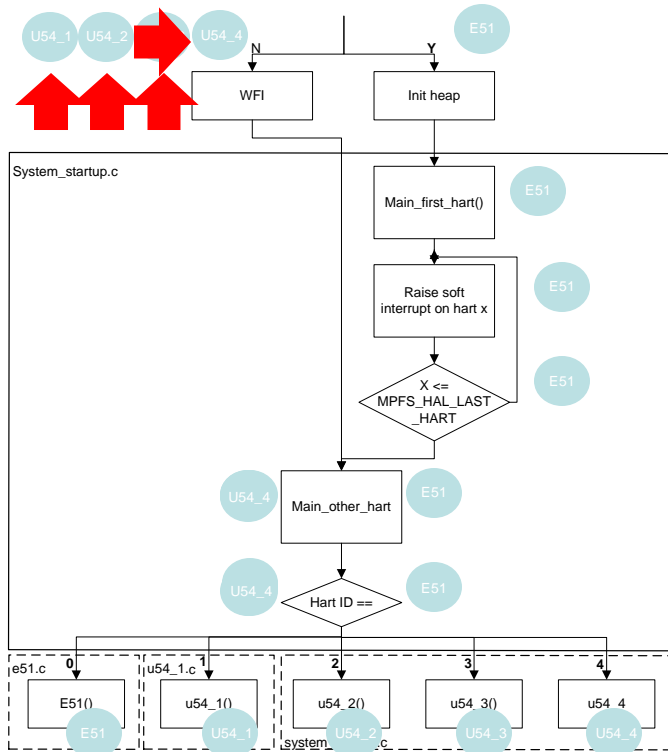 U54_1 U54_2 U54_4
E51
N
Y
WFI
Init heap
System_startup.c
Main_first_hart()
E51
Raise soft
interrupt on hart x
E51
X <=
MPFS_HAL_LAST
_HART
E51
U54_4
Main_other_hart
E51
U54_4
Hart ID ==
E51
0
1
2
3
4
e51.c
u54_1.c
E51()
u54_1()
u54_2()
u54_3()
u54_4
E51
U54_1
U54_2
U54_3
U54_4